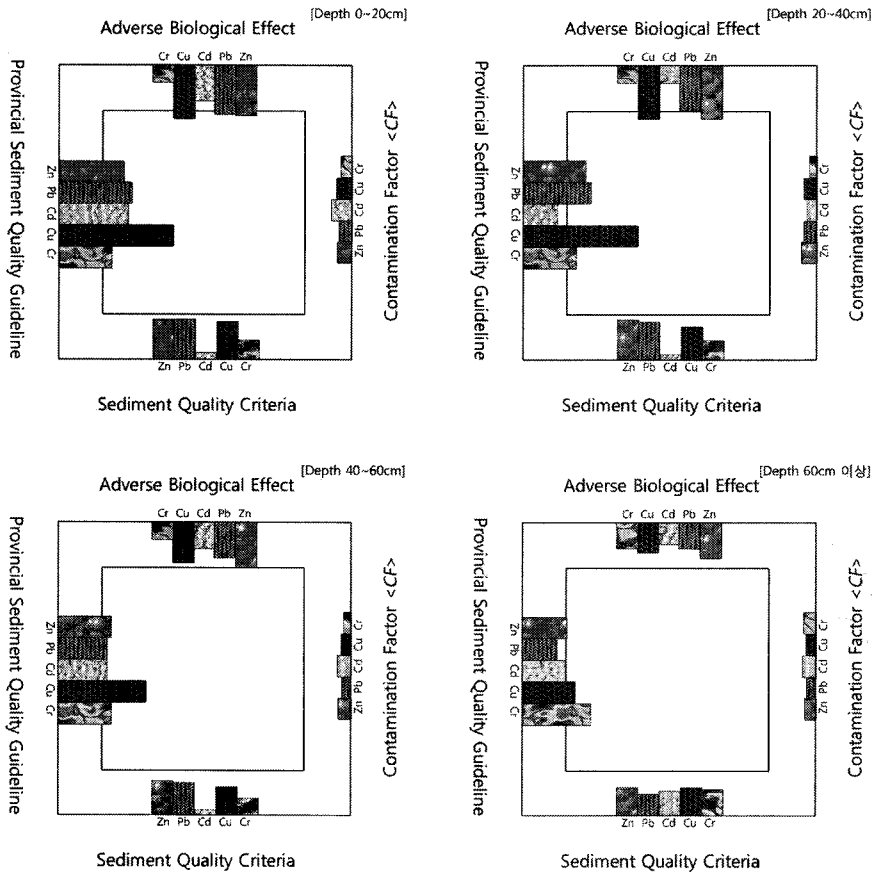 [Depth 0~20cm]
Adverse Biological Effect
Cr Cu Cd Pb Zn
Provincial Sediment Quality Guideline
Zn Pb Cd Cu Cr
Cr Cu Cd Pb Zn
Contamination Factor <CF>
Zn Pb Cd Cu Cr
Sediment Quality Criteria
[Depth 20~40cm]
Adverse Biological Effect
Cr Cu Cd Pb Zn
Provincial Sediment Quality Guideline
Zn Pb Cd Cu Cr
Cr Cu Cd Pb Zn
Contamination Factor <CF>
Zn Pb Cd Cu Cr
Sediment Quality Criteria
[Depth 40~60cm]
Adverse Biological Effect
Cr Cu Cd Pb Zn
Provincial Sediment Quality Guideline
Zn Pb Cd Cu Cr
Cr Cu Cd Pb Zn
Contamination Factor <CF>
Zn Pb Cd Cu Cr
Sediment Quality Criteria
[Depth 60cm 이상]
Adverse Biological Effect
Cr Cu Cd Pb Zn
Provincial Sediment Quality Guideline
Zn Pb Cd Cu Cr
Cr Cu Cd Pb Zn
Contamination Factor <CF>
Zn Pb Cd Cu Cr
Sediment Quality Criteria